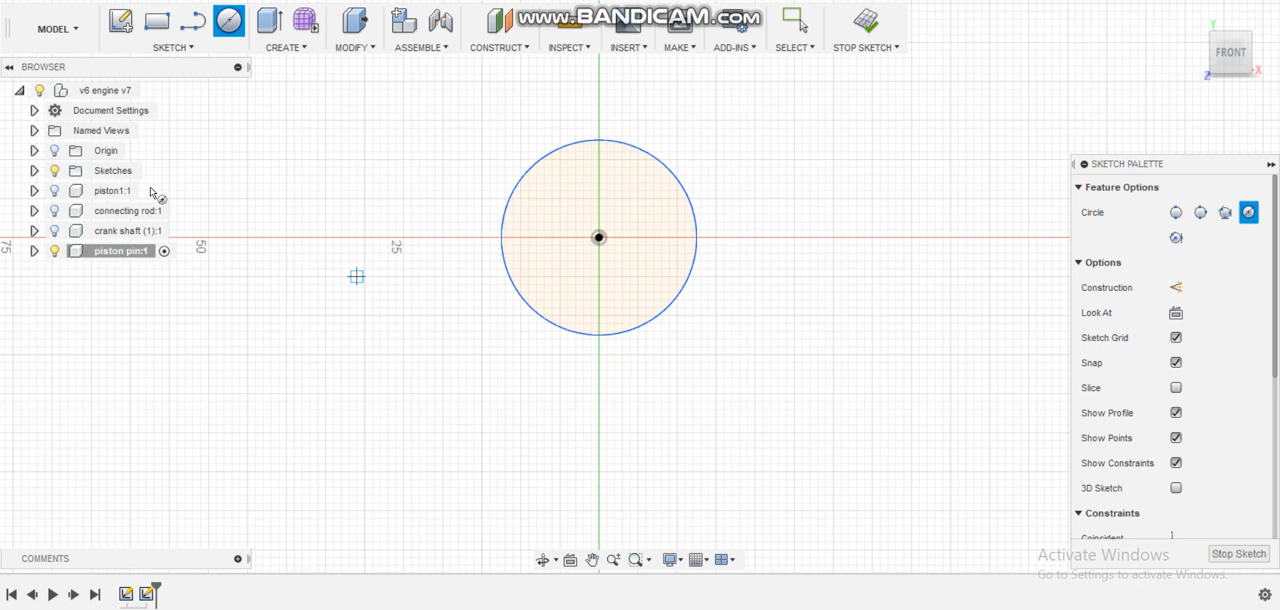 www.BANDICAM.com
MODEL
SKETCH
CREATE
MODIFY
ASSEMBLE
CONSTRUCT
INSPECT
INSERT
MAKE
ADD-INS
SELECT
STOP SKETCH
BROWSER
FRONT
Y
X
Z
v6 engine v7
Document Settings
Named Views
Origin
Sketches
piston1:1
connecting rod:1
crank shaft (1):1
piston pin:1
75
50
25
SKETCH PALETTE
Feature Options
Circle
Options
Construction
Look At
Sketch Grid
Snap
Slice
Show Profile
Show Points
Show Constraints
3D Sketch
Constraints
Coincident
Stop Sketch
Activate Windows
Go to Settings to activate Windows.
COMMENTS